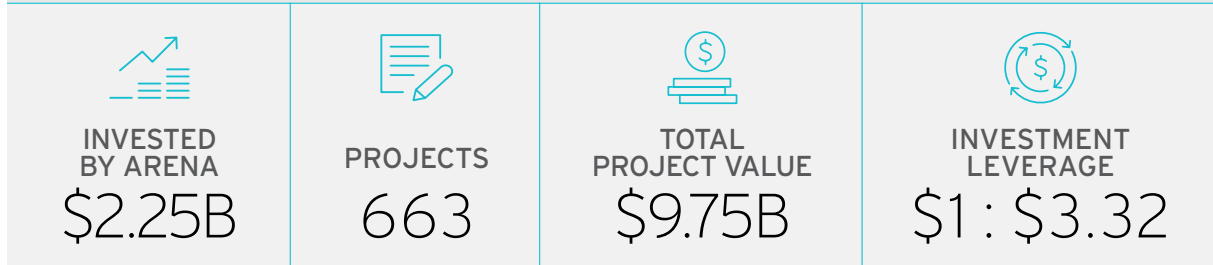 INVESTED
BY ARENA
$2.25B
PROJECTS
663
TOTAL
PROJECT VALUE
$9.75B
INVESTMENT
LEVERAGE
$1 : $3.32